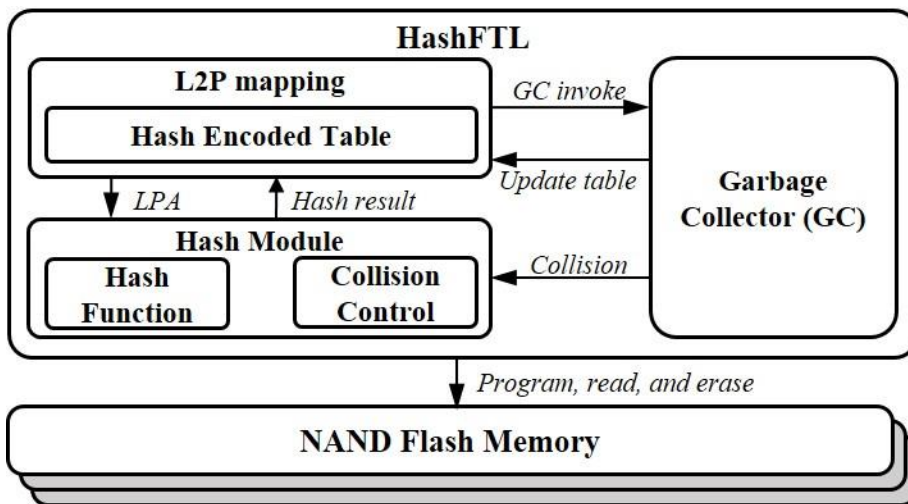 HashFTL
L2P mapping
Hash Encoded Table
GC invoke
Update table
LPA
Hash result
Hash Module
Hash
Function
Collision
Control
Collision
Garbage
Collector (GC)
Program, read, and erase
NAND Flash Memory